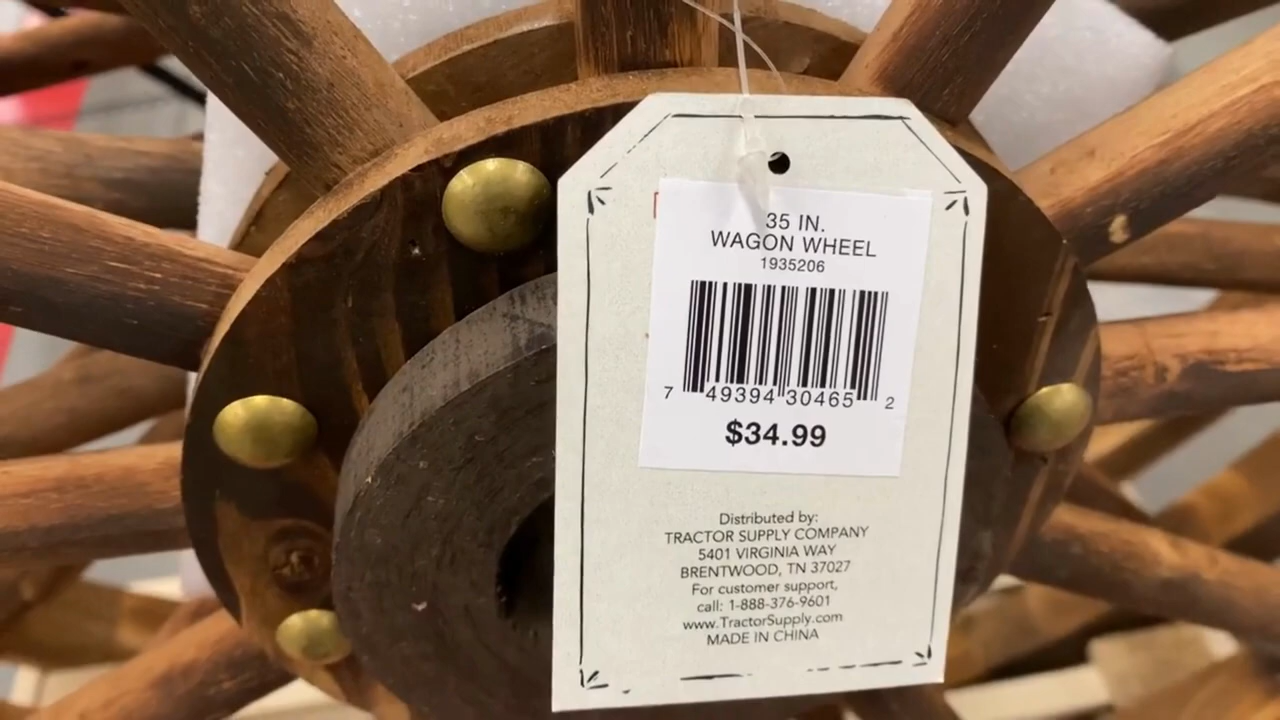 35 IN.
WAGON WHEEL
1935206
7 49394 30465 2
$34.99
Distributed by:
TRACTOR SUPPLY COMPANY
5401 VIRGINIA WAY
BRENTWOOD, TN 37027
For customer support,
call: 1-888-376-9601
www.TractorSupply.com
MADE IN CHINA